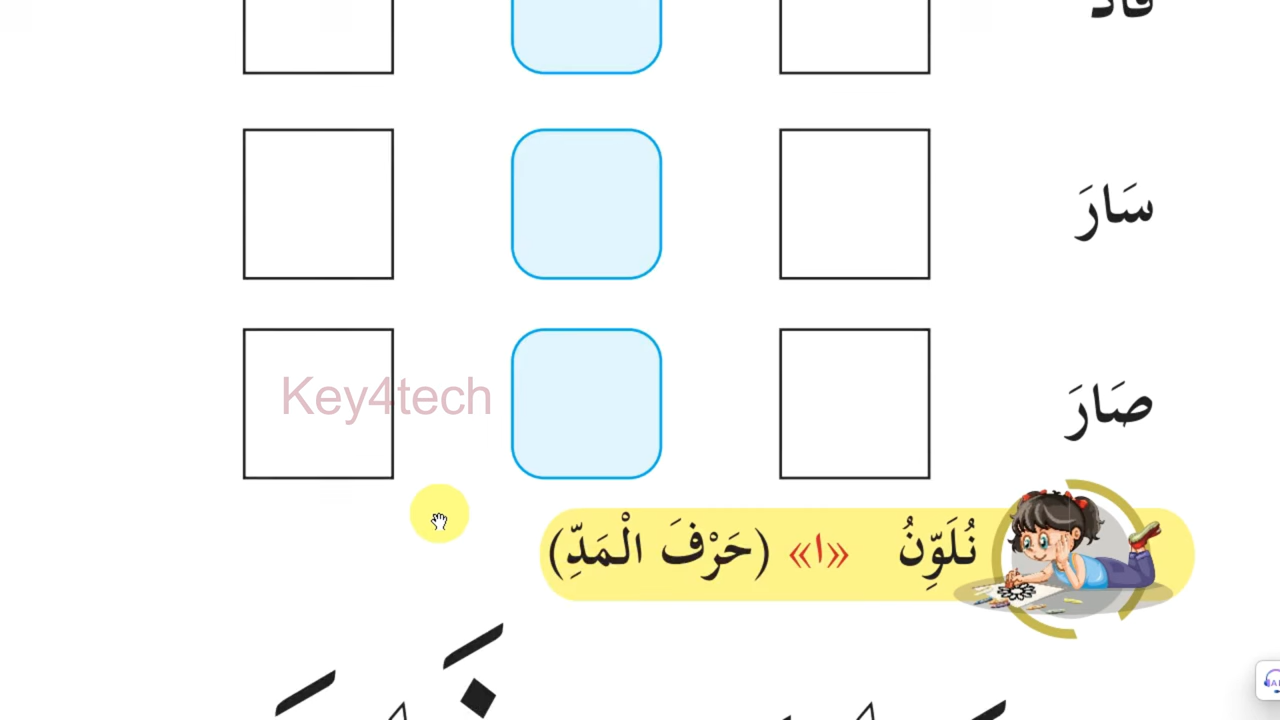 سَارَ
صَارَ
Key4tech
نُلَوِّنُ «ا» (حَرْفَ الْمَدِّ)